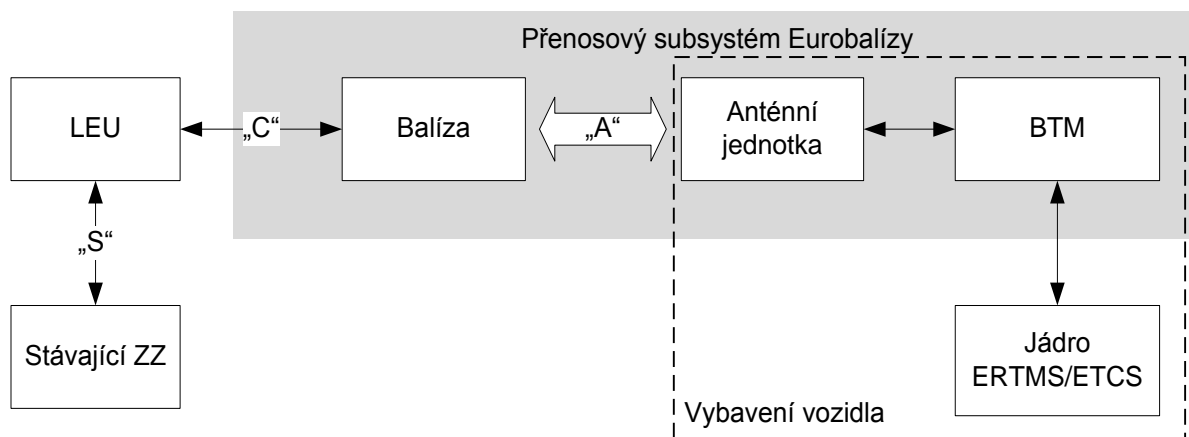 Přenosový subsystém Eurobalízy
LEU
„C“
Balíza
„A“
Anténní
jednotka
BTM
„S“
Stávající ZZ
Jádro
ERTMS/ETCS
Vybavení vozidla